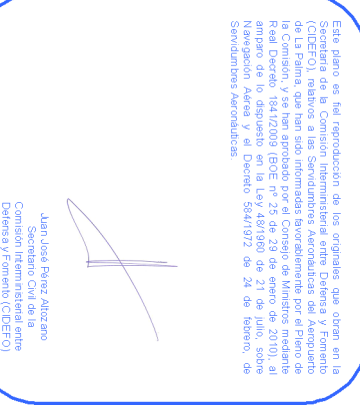 Este plano es fiel reproducción de los originales que obran en la
Secretaría de la Comisión Interministerial entre Defensa y Fomento
(CIDEFO), relativos a las Servidumbres Aeronáuticas del Aeropuerto
de La Palma, que han sido informadas favorablemente por el Pleno de
la Comisión, y se han aprobado por el Consejo de Ministros mediante
Real Decreto 1841/2009 (BOE nº 25 de 29 de enero de 2010), al
amparo de lo dispuesto en la Ley 48/1960 de 21 de julio, sobre
Navegación Aérea y el Decreto 584/1972 de 24 de febrero, de
Servidumbres Aeronáuticas.
Juan José Pérez Altozano
Secretario Civil de la
Comisión Interministerial entre
Defensa y Fomento (CIDEFO)